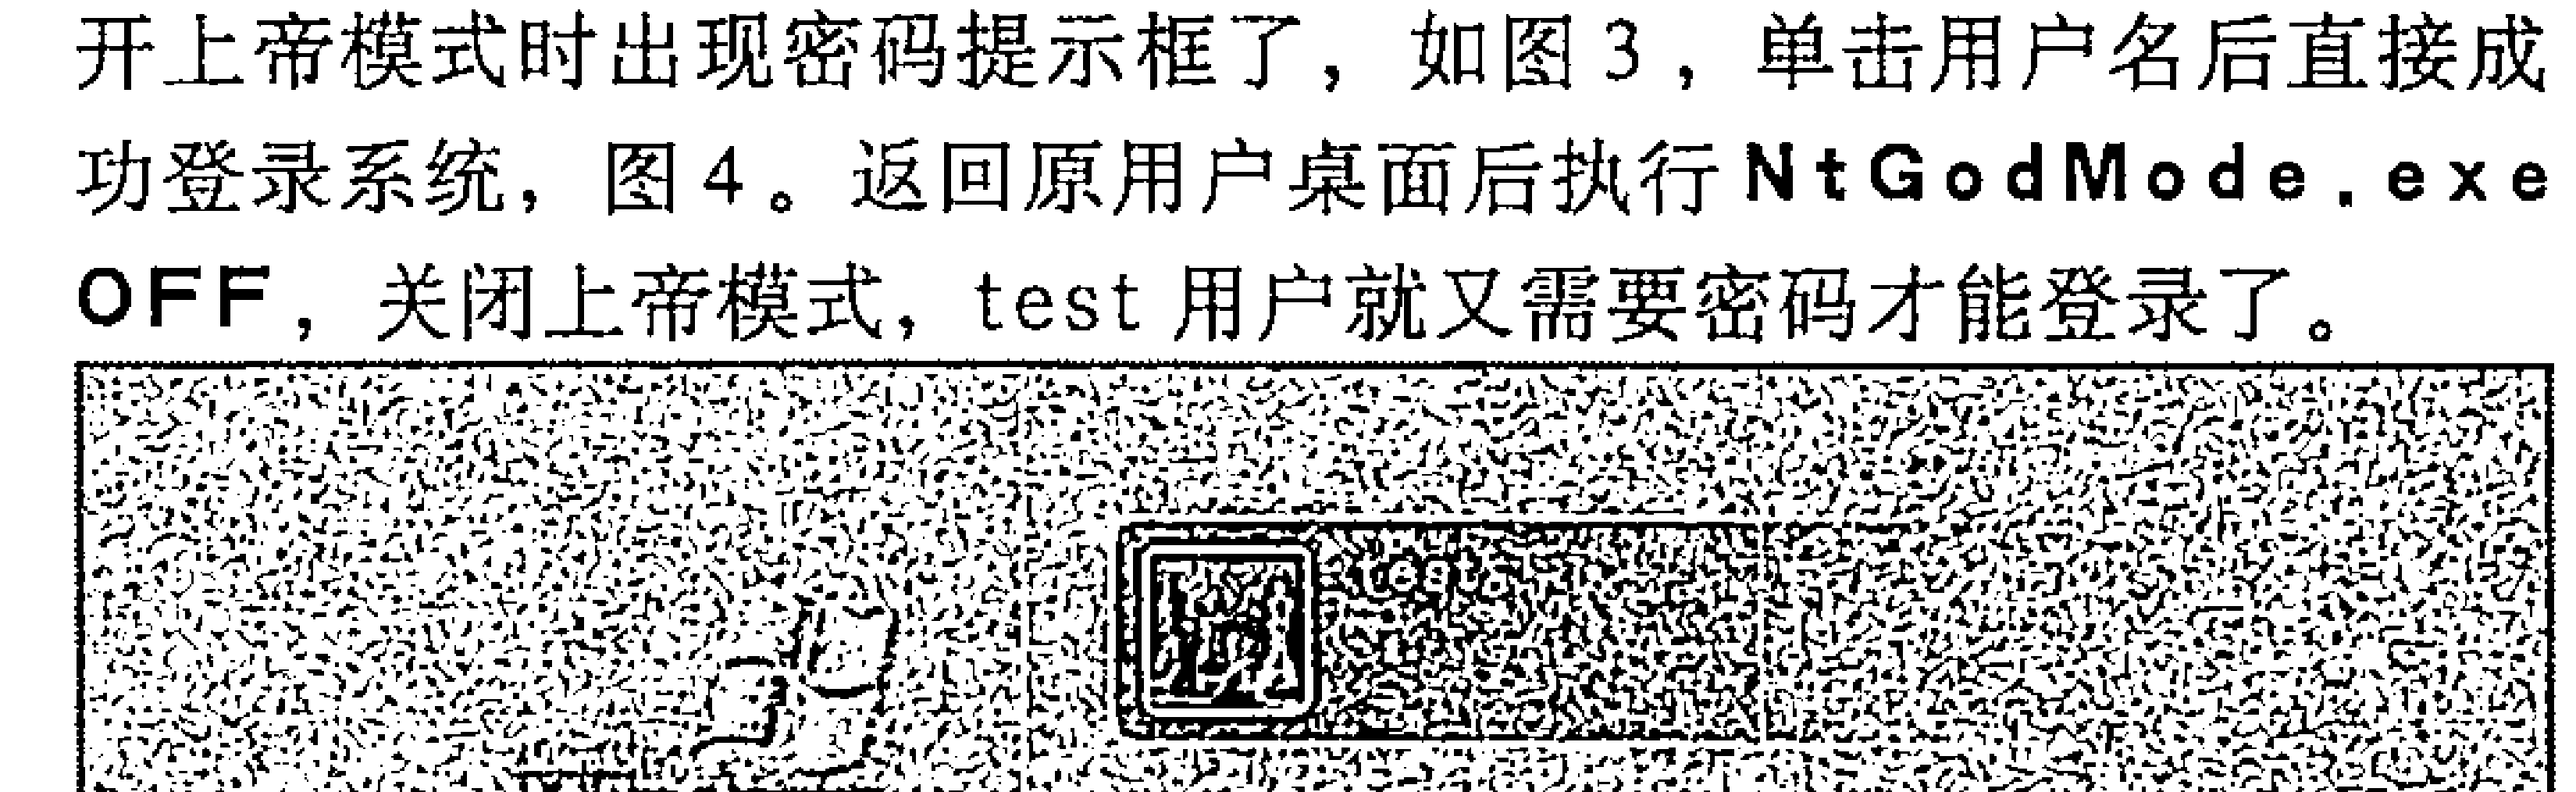 开上帝模式时出现密码提示框了，如图3，单击用户名后直接成
功登录系统，图4。返回原用户桌面后执行NtGodMode.exe
OFF，关闭上帝模式，test用户就又需要密码才能登录了。
test